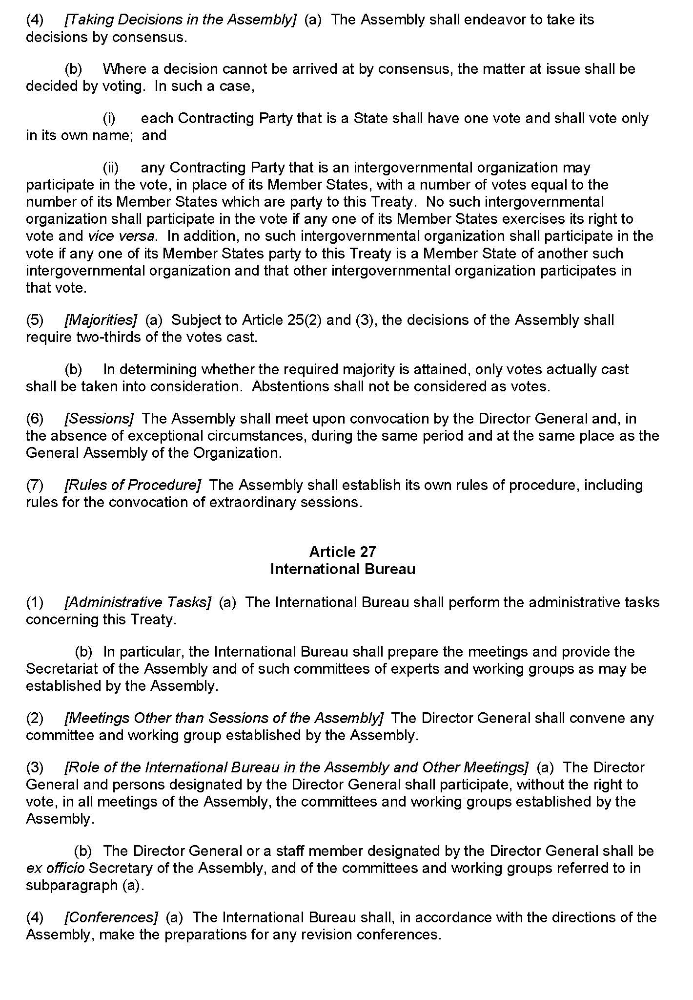 (4) [Taking Decisions in the Assembly] (a) The Assembly shall endeavor to take its
decisions by consensus.
(b) Where a decision cannot be arrived at by consensus, the matter at issue shall be
decided by voting. In such a case,
(i) each Contracting Party that is a State shall have one vote and shall vote only
in its own name; and
(ii) any Contracting Party that is an intergovernmental organization may
participate in the vote, in place of its Member States, with a number of votes equal to the
number of its Member States which are party to this Treaty. No such intergovernmental
organization shall participate in the vote if any one of its Member States exercises its right to
vote and vice versa. In addition, no such intergovernmental organization shall participate in the
vote if any one of its Member States party to this Treaty is a Member State of another such
intergovernmental organization and that other intergovernmental organization participates in
that vote.
(5) [Majorities] (a) Subject to Article 25(2) and (3), the decisions of the Assembly shall
require two-thirds of the votes cast.
(b) In determining whether the required majority is attained, only votes actually cast
shall be taken into consideration. Abstentions shall not be considered as votes.
(6) [Sessions] The Assembly shall meet upon convocation by the Director General and, in
the absence of exceptional circumstances, during the same period and at the same place as the
General Assembly of the Organization.
(7) [Rules of Procedure] The Assembly shall establish its own rules of procedure, including
rules for the convocation of extraordinary sessions.
Article 27
International Bureau
(1) [Administrative Tasks] (a) The International Bureau shall perform the administrative tasks
concerning this Treaty.
(b) In particular, the International Bureau shall prepare the meetings and provide the
Secretariat of the Assembly and of such committees of experts and working groups as may be
established by the Assembly.
(2) [Meetings Other than Sessions of the Assembly] The Director General shall convene any
committee and working group established by the Assembly.
(3) [Role of the International Bureau in the Assembly and Other Meetings] (a) The Director
General and persons designated by the Director General shall participate, without the right to
vote, in all meetings of the Assembly, the committees and working groups established by the
Assembly.
(b) The Director General or a staff member designated by the Director General shall be
ex officio Secretary of the Assembly, and of the committees and working groups referred to in
subparagraph (a).
(4) [Conferences] (a) The International Bureau shall, in accordance with the directions of the
Assembly, make the preparations for any revision conferences.